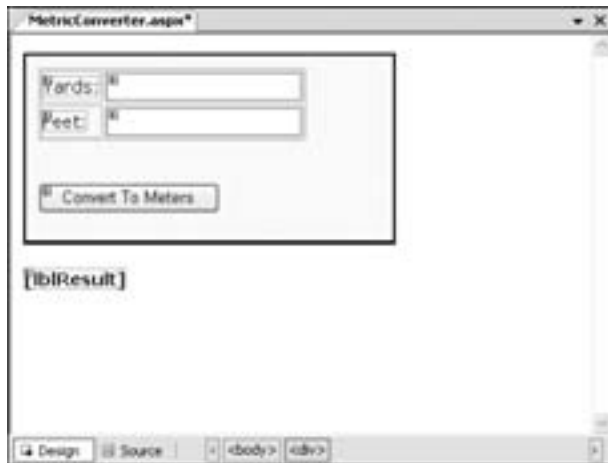 MetricConverter.aspx*
Yards:
Feet:
Convert To Meters
[lblResult]
Design Source <body> <div>